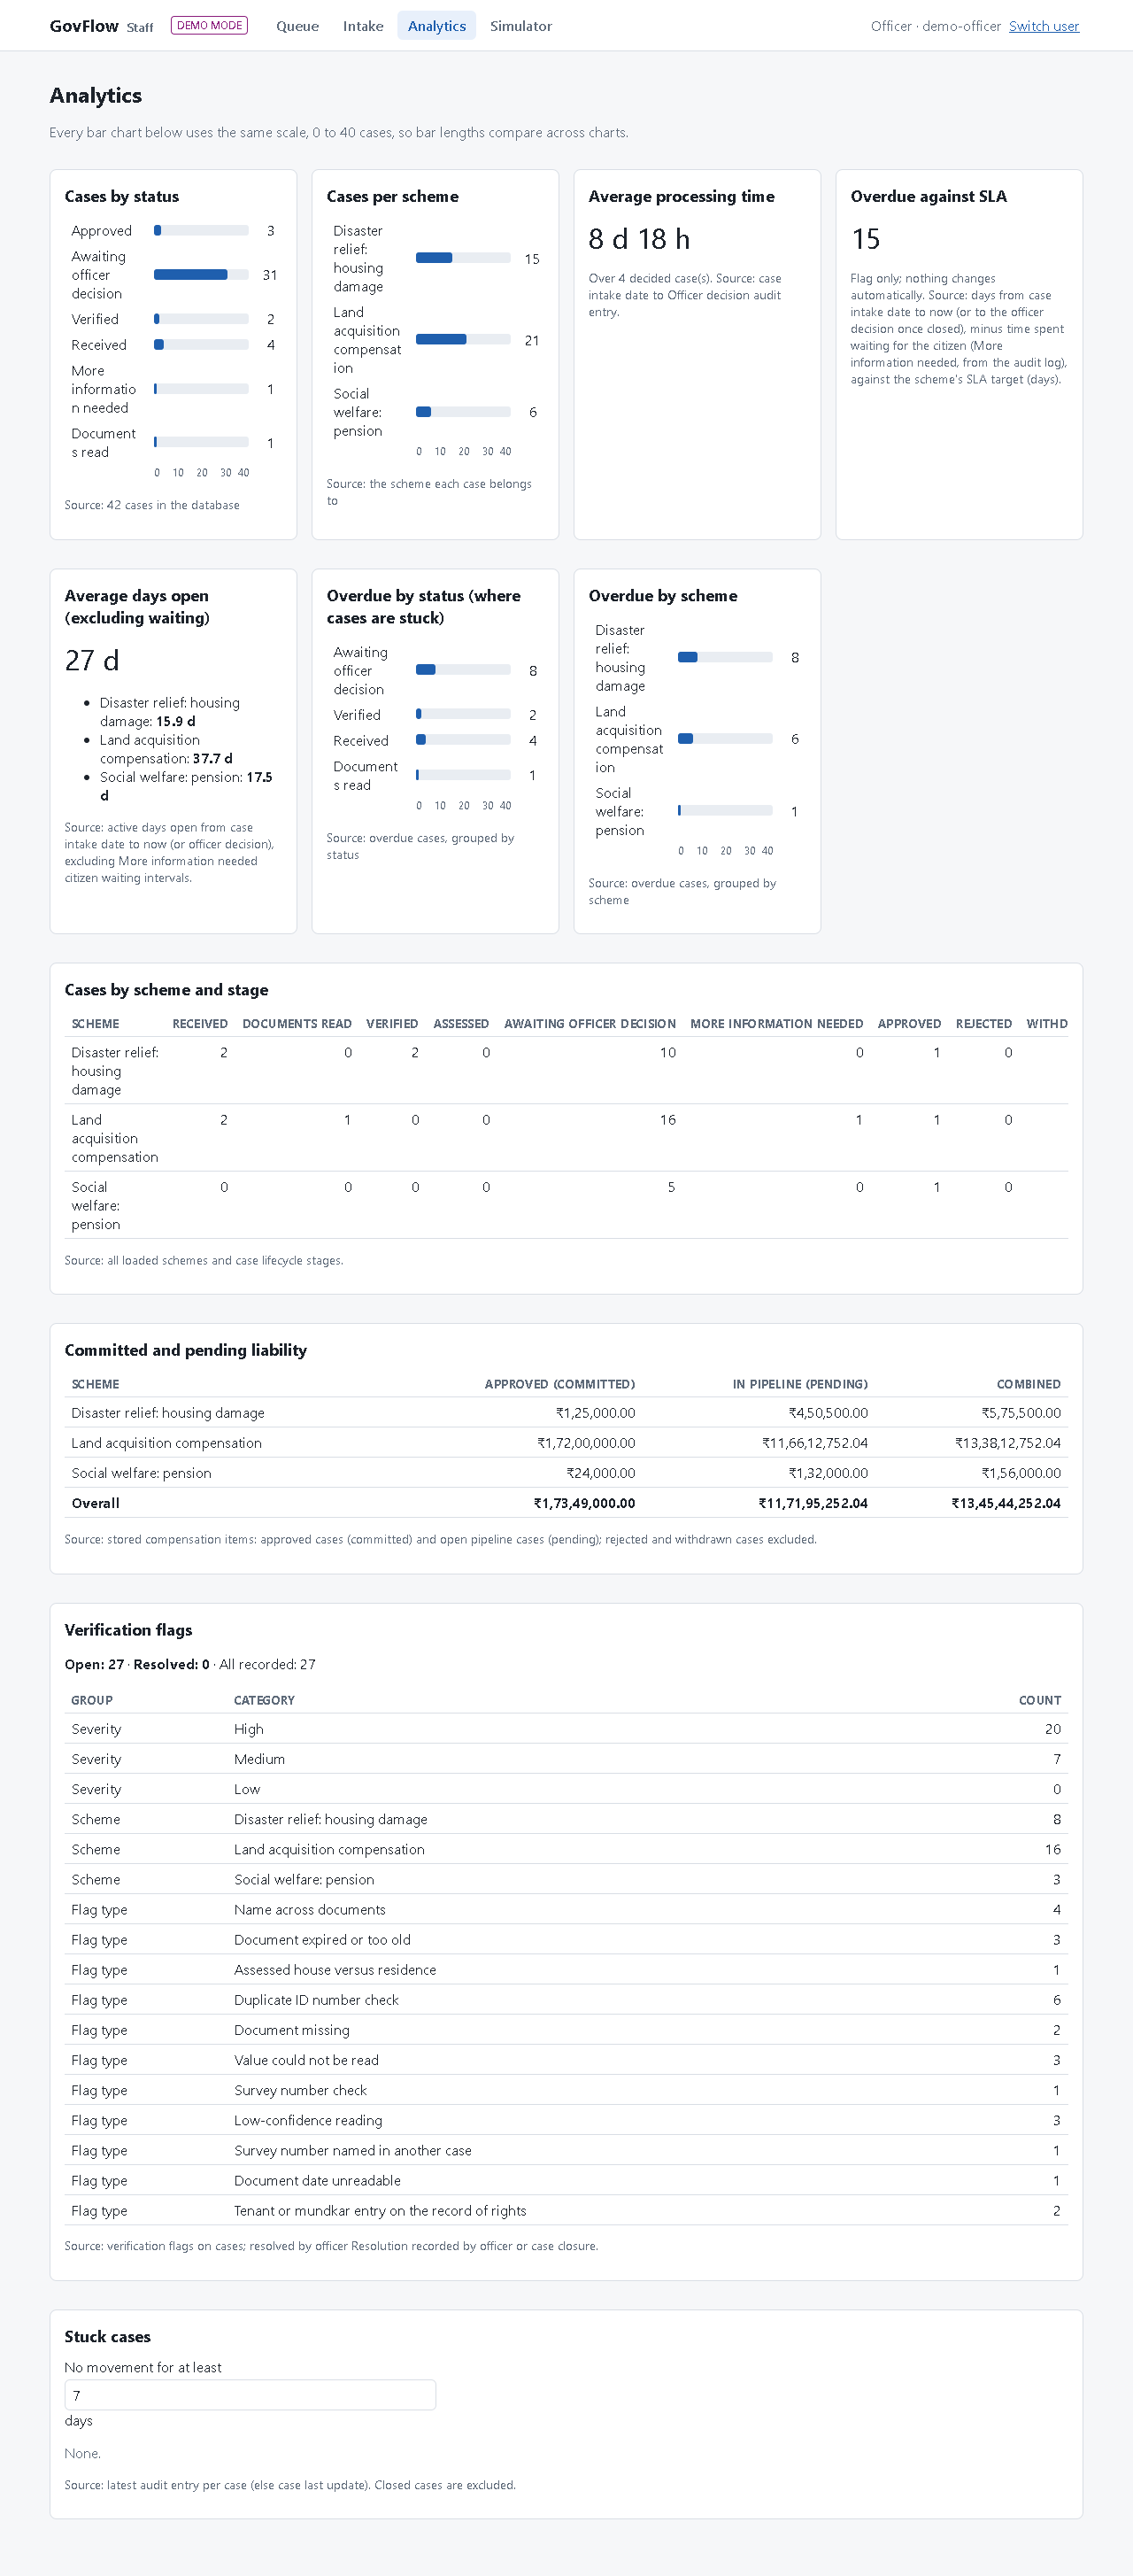 GovFlow Staff DEMO MODE Queue Intake Analytics Simulator Officer · demo-officer Switch user
Analytics
Every bar chart below uses the same scale, 0 to 40 cases, so bar lengths compare across charts.
Cases by status
Approved 3
Awaiting
officer
decision 31
Verified 2
Received 4
More
informatio
n needed 1
Document
s read 1
0 10 20 30 40
Source: 42 cases in the database
Cases per scheme
Disaster
relief:
housing
damage 15
Land
acquisition
compensat
ion 21
Social
welfare:
pension 6
0 10 20 30 40
Source: the scheme each case belongs
to
Average processing time
8 d 18 h
Over 4 decided case(s). Source: case
intake date to Officer decision audit
entry.
Overdue against SLA
15
Flag only; nothing changes
automatically. Source: days from case
intake date to now (or to the officer
decision once closed), minus time spent
waiting for the citizen (More
information needed, from the audit log),
against the scheme's SLA target (days).
Average days open
(excluding waiting)
27 d
• Disaster relief: housing
damage: 15.9 d
• Land acquisition
compensation: 37.7 d
• Social welfare: pension: 17.5
d
Source: active days open from case
intake date to now (or officer decision),
excluding More information needed
citizen waiting intervals.
Overdue by status (where
cases are stuck)
Awaiting
officer
decision 8
Verified 2
Received 4
Document
s read 1
0 10 20 30 40
Source: overdue cases, grouped by
status
Overdue by scheme
Disaster
relief:
housing
damage 8
Land
acquisition
compensat
ion 6
Social
welfare:
pension 1
0 10 20 30 40
Source: overdue cases, grouped by
scheme
Cases by scheme and stage
SCHEME RECEIVED DOCUMENTS READ VERIFIED ASSESSED AWAITING OFFICER DECISION MORE INFORMATION NEEDED APPROVED REJECTED WITHD
Disaster relief: 2 0 2 0 10 0 1 0
housing
damage
Land 2 1 0 0 16 1 1 0
acquisition
compensation
Social 0 0 0 0 5 0 1 0
welfare:
pension
Source: all loaded schemes and case lifecycle stages.
Committed and pending liability
SCHEME APPROVED (COMMITTED) IN PIPELINE (PENDING) COMBINED
Disaster relief: housing damage ₹1,25,000.00 ₹4,50,500.00 ₹5,75,500.00
Land acquisition compensation ₹1,72,00,000.00 ₹11,66,12,752.04 ₹13,38,12,752.04
Social welfare: pension ₹24,000.00 ₹1,32,000.00 ₹1,56,000.00
Overall ₹1,73,49,000.00 ₹11,71,95,252.04 ₹13,45,44,252.04
Source: stored compensation items: approved cases (committed) and open pipeline cases (pending); rejected and withdrawn cases excluded.
Verification flags
Open: 27 · Resolved: 0 · All recorded: 27
GROUP CATEGORY COUNT
Severity High 20
Severity Medium 7
Severity Low 0
Scheme Disaster relief: housing damage 8
Scheme Land acquisition compensation 16
Scheme Social welfare: pension 3
Flag type Name across documents 4
Flag type Document expired or too old 3
Flag type Assessed house versus residence 1
Flag type Duplicate ID number check 6
Flag type Document missing 2
Flag type Value could not be read 3
Flag type Survey number check 1
Flag type Low-confidence reading 3
Flag type Survey number named in another case 1
Flag type Document date unreadable 1
Flag type Tenant or mundkar entry on the record of rights 2
Source: verification flags on cases; resolved by officer Resolution recorded by officer or case closure.
Stuck cases
No movement for at least
7
days
None.
Source: latest audit entry per case (else case last update). Closed cases are excluded.